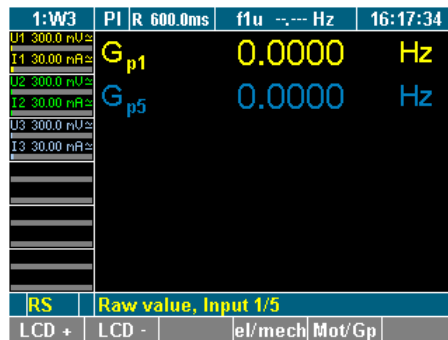 1:W3 PI R 600.0ms f1u --.--- Hz 16:17:34
U1 300.0 mV≃
I1 30.00 mA≃
Gp1 0.0000 Hz
U2 300.0 mV≃
I2 30.00 mA≃
Gp5 0.0000 Hz
U3 300.0 mV≃
I3 30.00 mA≃
RS Raw value, Input 1/5
LCD + LCD - el/mech Mot/Gp